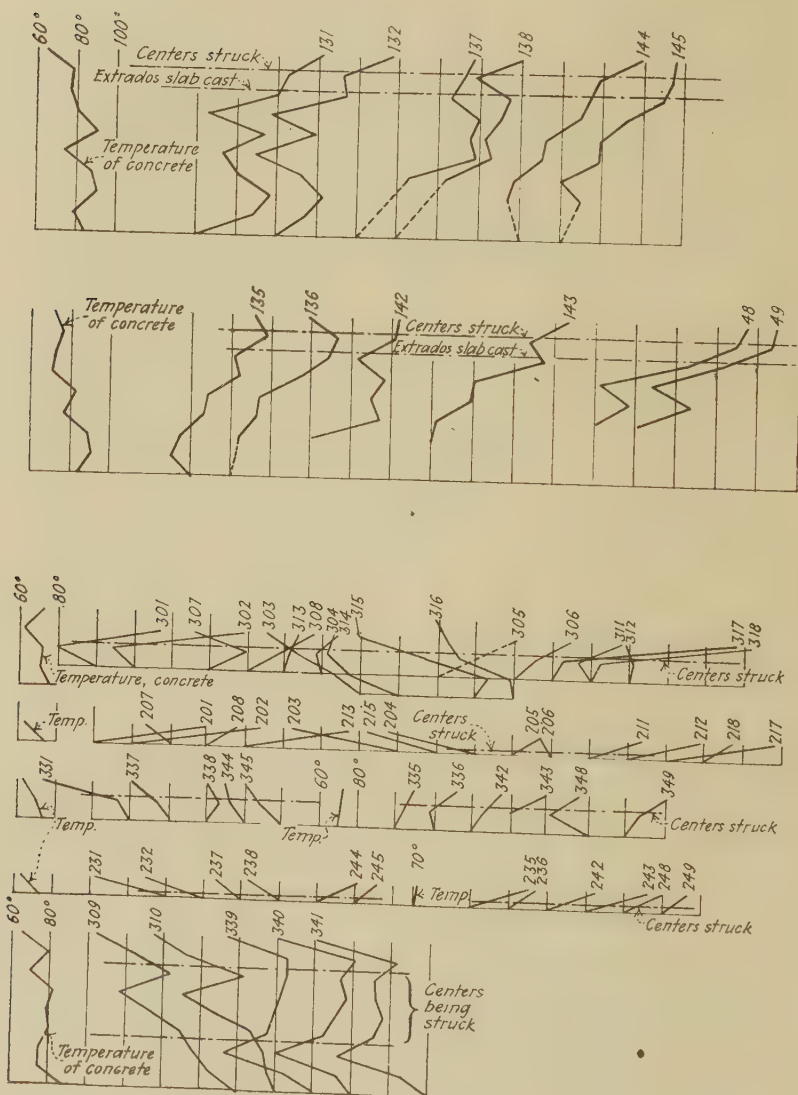 60° 80° 100° 131 132 137 138 144 145
Centers struck
Extrados slab cast
Temperature
of concrete
Temperature
of concrete
135 136 142 143 48 49
Centers struck
Extrados slab cast
60° 80° 301 307 302 303 313 308 304 314 315 316 305 306 311 312 317 318
Temperature, concrete
Centers struck
Temp. 207 201 208 202 203 213 215 204 205 206 211 212 218 217
Centers
struck
331 337 338 344 345 60° 80° 335 336 342 343 348 349
Temp.
Temp.
Centers struck
231 232 237 238 244 245 70° 235 236 242 243 248 249
Temp.
Centers struck
60° 80° 309 310 339 340 341
Centers
being
struck
Temperature
of concrete